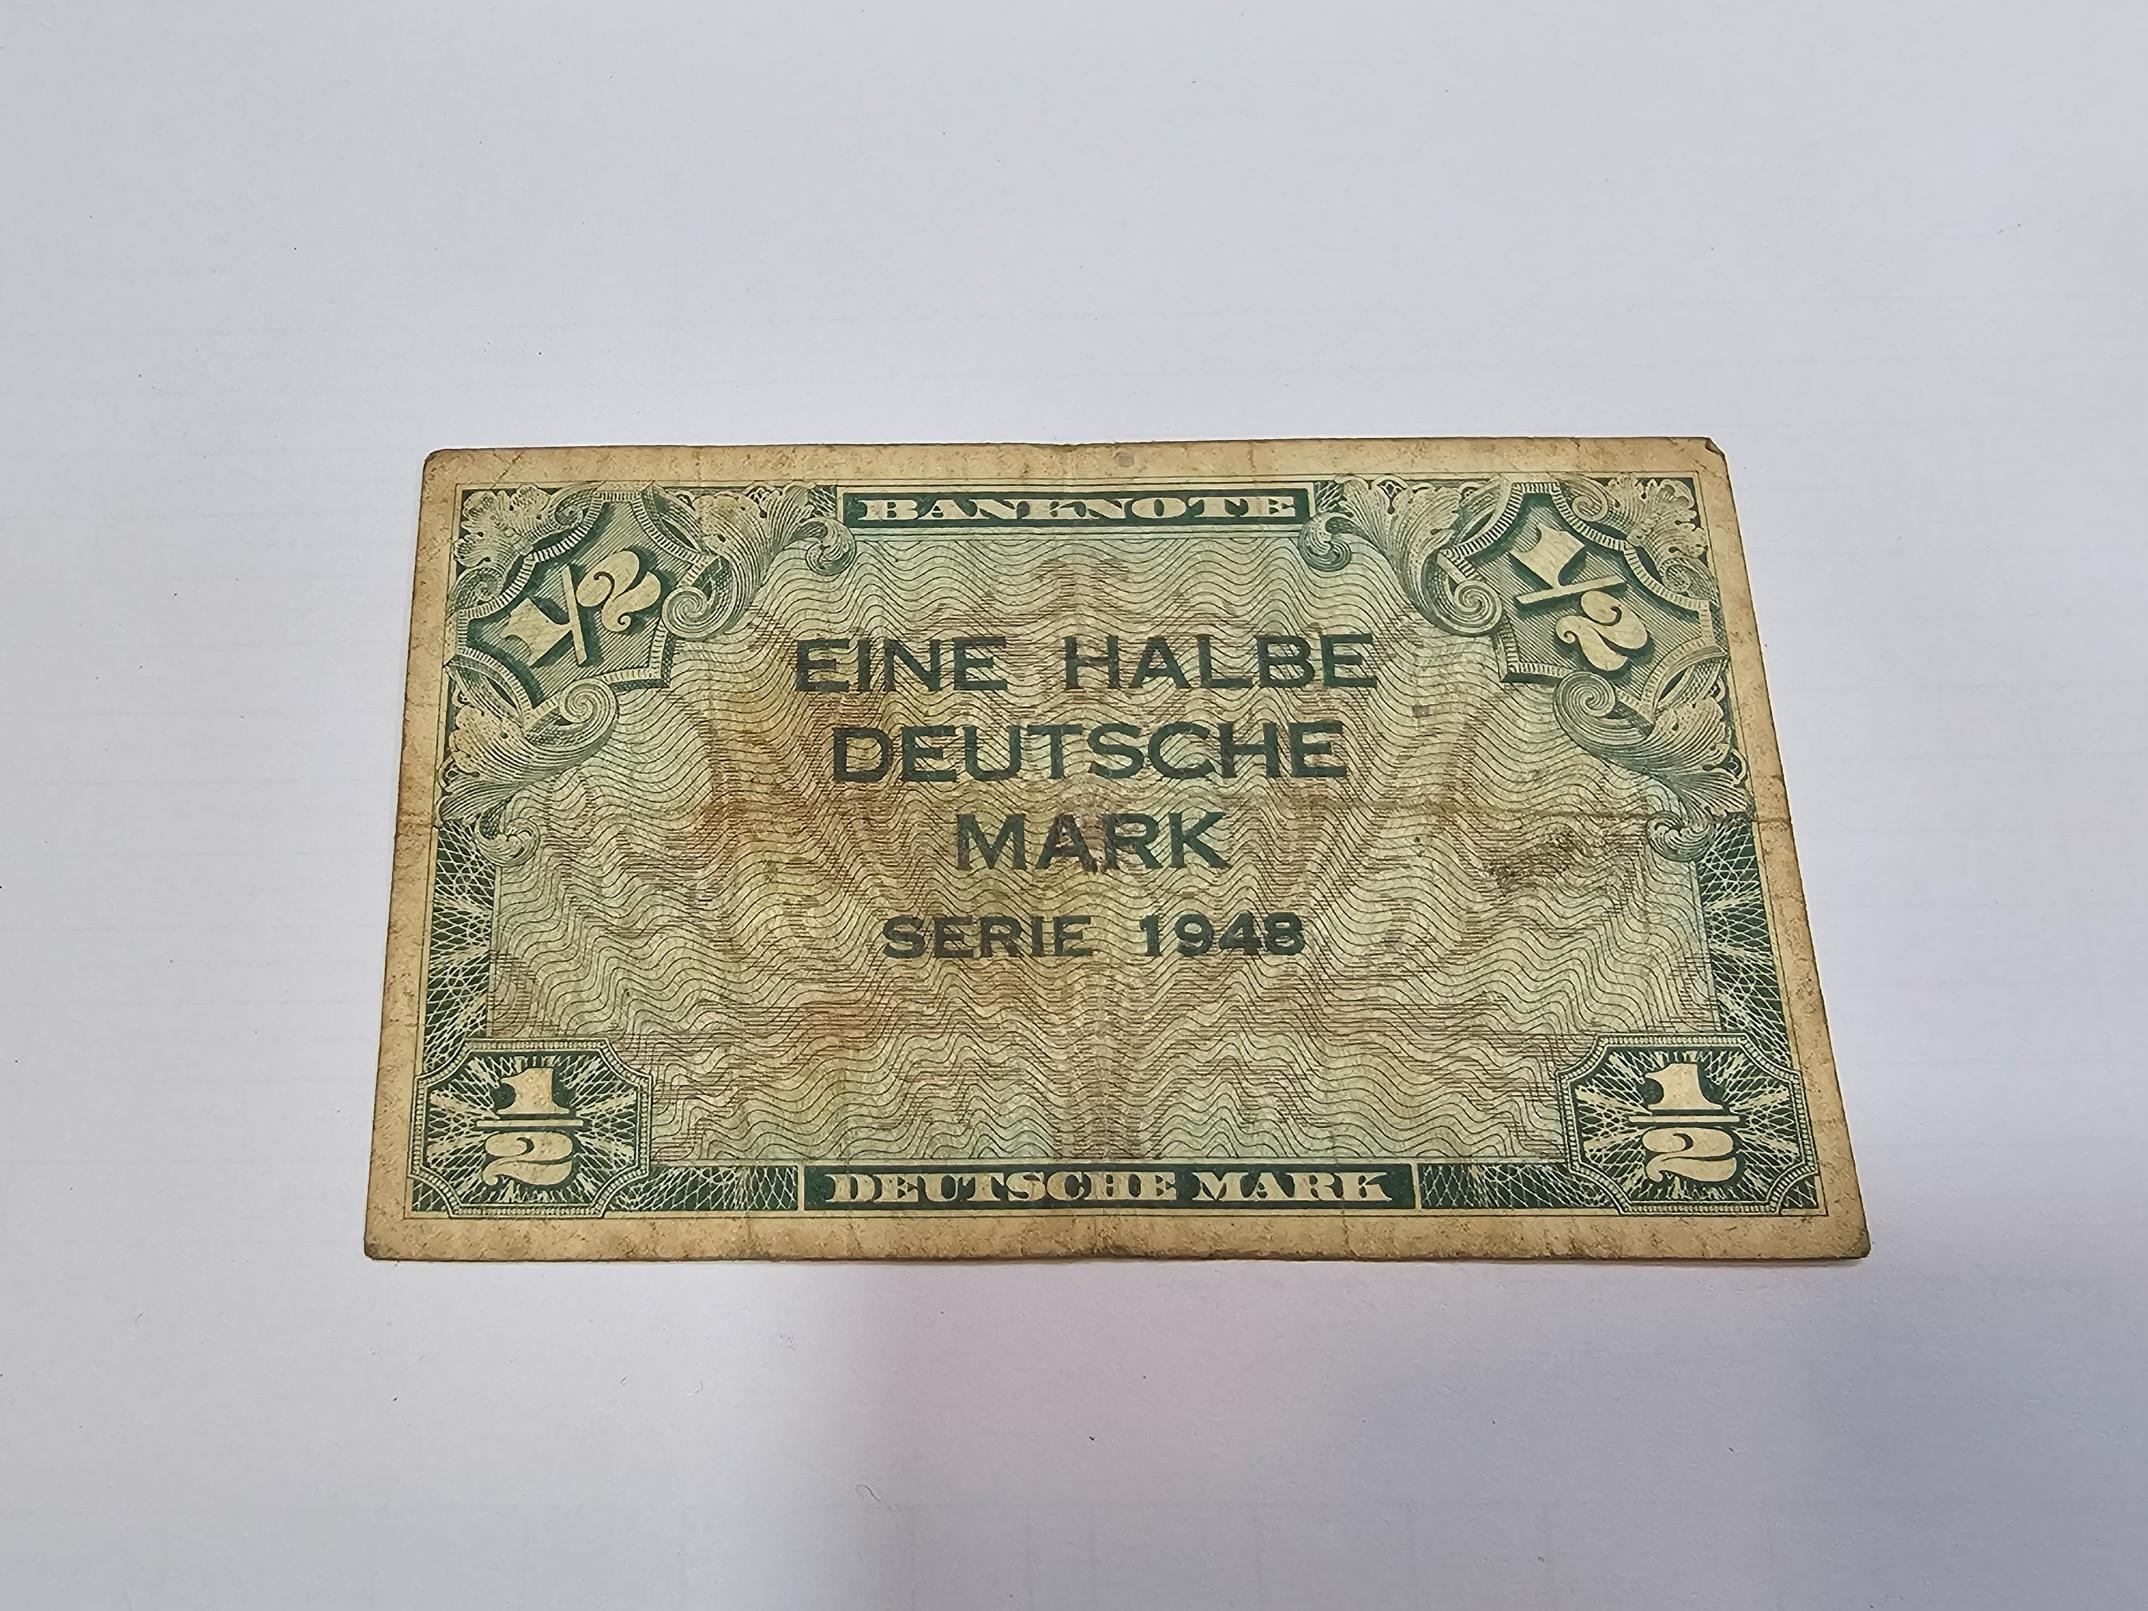 BANKNOTE
1/2 1/2
EINE HALBE
DEUTSCHE
MARK
SERIE 1948
1/2 1/2
DEUTSCHE MARK